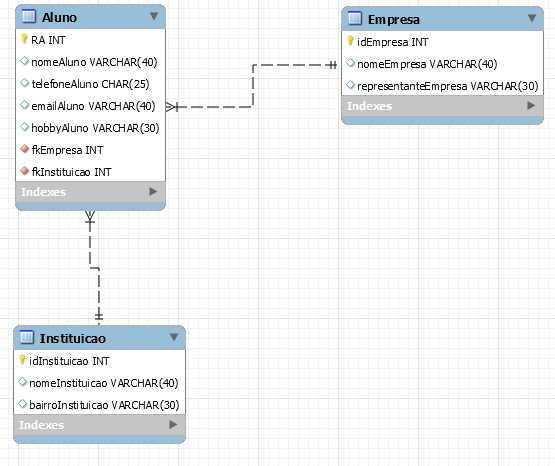 Aluno
RA INT
nomeAluno VARCHAR(40)
telefoneAluno CHAR(25)
emailAluno VARCHAR(40)
hobbyAluno VARCHAR(30)
fkEmpresa INT
fkInstituicao INT
Indexes
Empresa
idEmpresa INT
nomeEmpresa VARCHAR(40)
representanteEmpresa VARCHAR(30)
Indexes
Instituicao
idInstituicao INT
nomeInstituicao VARCHAR(40)
bairroInstituicao VARCHAR(30)
Indexes